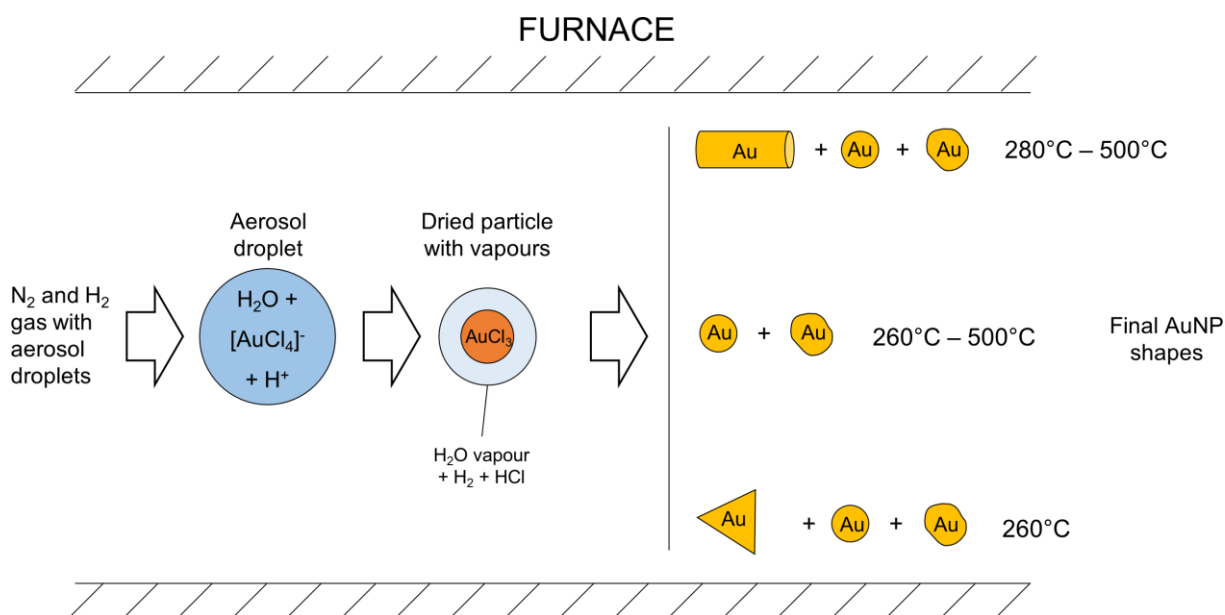 FURNACE
N₂ and H₂
gas with
aerosol
droplets
Aerosol
droplet
H₂O +
[AuCl₄]⁻
+ H⁺
Dried particle
with vapours
AuCl₃
H₂O vapour
+ H₂ + HCl
Au + Au + Au 280°C – 500°C
Au + Au 260°C – 500°C
Au + Au + Au 260°C
Final AuNP
shapes